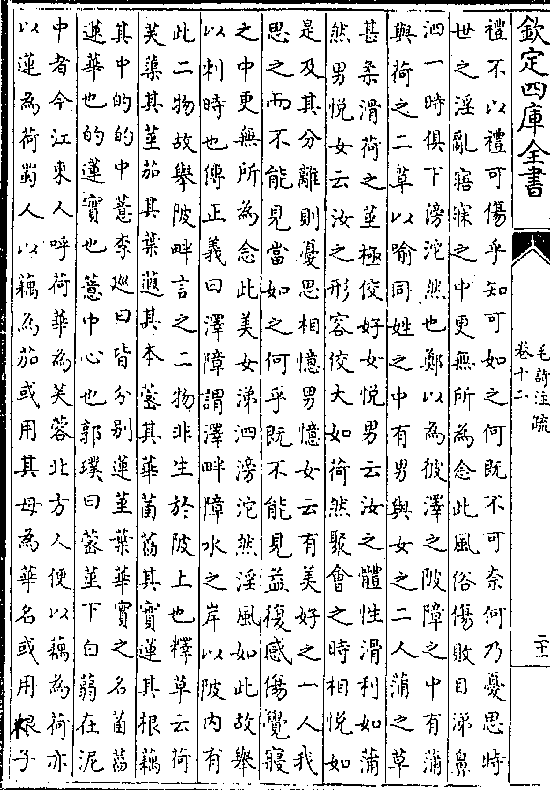 欽定四庫全書
毛詩注疏
卷十二
二十二
禮不以禮可傷乎知可如之何既不可奈何乃憂思時
世之淫亂寤寐之中更無所為念此風俗傷敗目涕鼻
泗一時俱下滂沱然也鄭以為彼澤之陂障之中有蒲
與荷之二草以喻同姓之中有男與女之二人蒲之草
甚柔滑荷之莖極佼好女悅男云汝之體性滑利如蒲
然男悅女云汝之形容佼大如荷然聚會之時相悅如
是及其分離則憂思相憶男憶女云有美好之一人我
思之而不能見當如之何乎既不能見益復感傷覺寢
之中更無所為念此美女涕泗滂沱然淫風如此故舉
以刺時也傳正義曰澤障謂澤畔障水之岸以陂內有
此二物故舉陂畔言之二物非生於陂上也釋草云荷
芙蕖其莖茄其葉蕸其本蔤其華菡萏其實蓮其根藕
其中的的中薏李巡曰皆分別蓮莖葉華實之名菡萏
蓮華也的蓮實也薏中心也郭璞曰蔤莖下白蒻在泥
中者今江東人呼荷華為芙蓉北方人便以藕為荷亦
以蓮為荷蜀人以藕為茄或用其母為華名或用根子